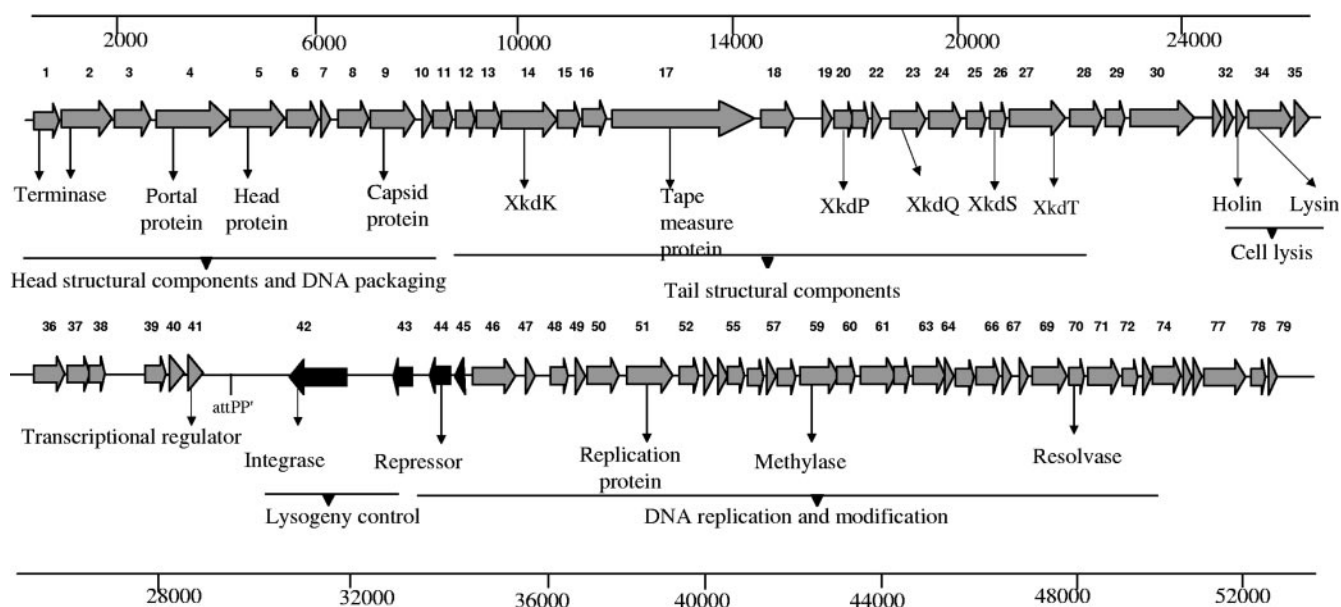 2000 6000 10000 14000 20000 24000
1 2 3 4 5 6 7 8 9 10 11 12 13 14 15 16 17 18 19 20 22 23 24 25 26 27 28 29 30 32 34 35
Terminase Portal protein Head protein Capsid protein XkdK Tape measure protein XkdP XkdQ XkdS XkdT Holin Lysin
Head structural components and DNA packaging Tail structural components Cell lysis
36 37 38 39 40 41 42 43 44 45 46 47 48 49 50 51 52 55 57 59 60 61 63 64 66 67 69 70 71 72 74 77 78 79
attPP'
Transcriptional regulator Integrase Repressor Replication protein Methylase Resolvase
Lysogeny control DNA replication and modification
28000 32000 36000 40000 44000 48000 52000